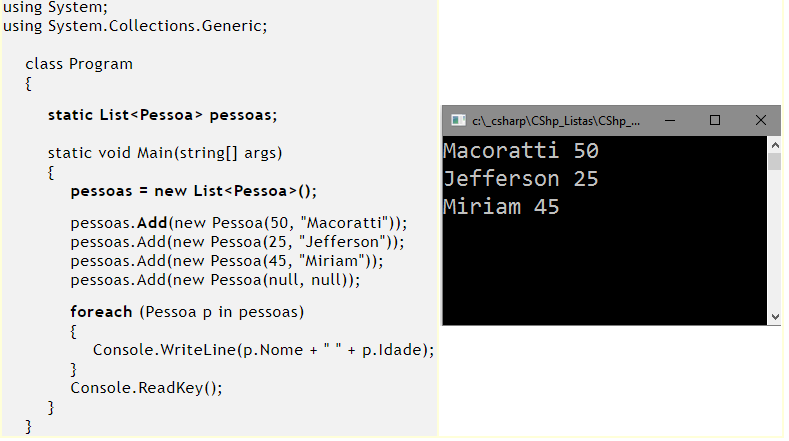 using System;
using System.Collections.Generic;
class Program
{
static List<Pessoa> pessoas;
static void Main(string[] args)
{
pessoas = new List<Pessoa>();
pessoas.Add(new Pessoa(50, "Macoratti"));
pessoas.Add(new Pessoa(25, "Jefferson"));
pessoas.Add(new Pessoa(45, "Miriam"));
pessoas.Add(new Pessoa(null, null));
foreach (Pessoa p in pessoas)
{
Console.WriteLine(p.Nome + " " + p.Idade);
}
Console.ReadKey();
}
}
c:\_csharp\CShp_Listas\CShp_...
Macoratti 50
Jefferson 25
Miriam 45